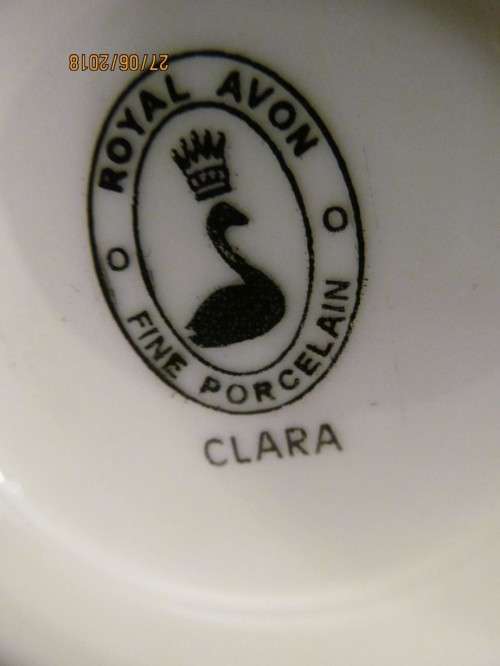 27/06/2018
ROYAL AVON
FINE PORCELAIN
CLARA